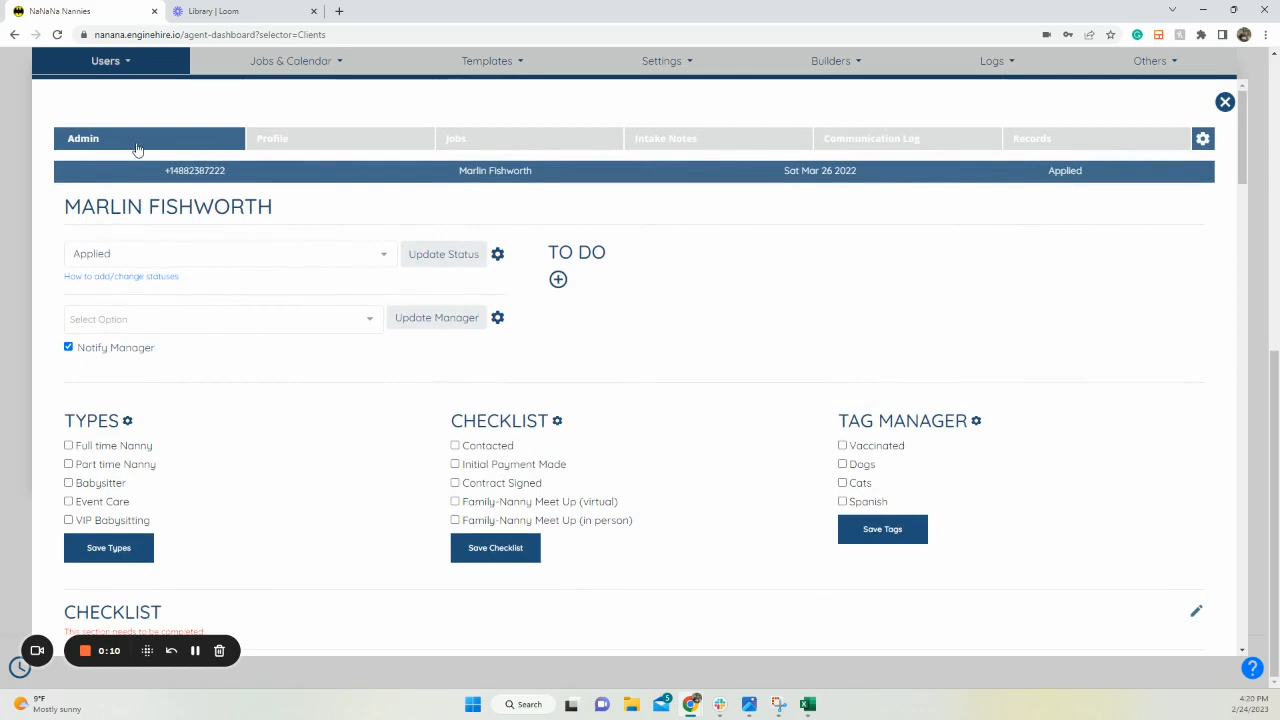 NaNaNa Nannies
Library | Loom
nanana.enginehire.io/agent-dashboard?selector=Clients
Users
Jobs & Calendar
Templates
Settings
Builders
Logs
Others
Admin
Profile
Jobs
Intake Notes
Communication Log
Records
+14882387222
Marlin Fishworth
Sat Mar 26 2022
Applied
MARLIN FISHWORTH
Applied
Update Status
How to add/change statuses
Select Option
Update Manager
Notify Manager
TO DO
TYPES
Full time Nanny
Part time Nanny
Babysitter
Event Care
VIP Babysitting
Save Types
CHECKLIST
Contacted
Initial Payment Made
Contract Signed
Family-Nanny Meet Up (virtual)
Family-Nanny Meet Up (in person)
Save Checklist
TAG MANAGER
Vaccinated
Dogs
Cats
Spanish
Save Tags
CHECKLIST
This section needs to be completed
0:10
9°F
Mostly sunny
Search
5
4:20 PM
2/24/2023